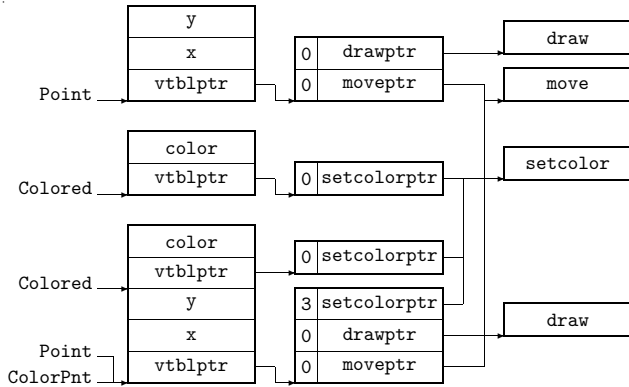 y
x
vtblptr
Point
0 drawptr
0 moveptr
draw
move
color
vtblptr
Colored
0 setcolorptr
setcolor
color
vtblptr
y
x
vtblptr
Colored
Point
ColorPnt
0 setcolorptr
3 setcolorptr
0 drawptr
0 moveptr
draw